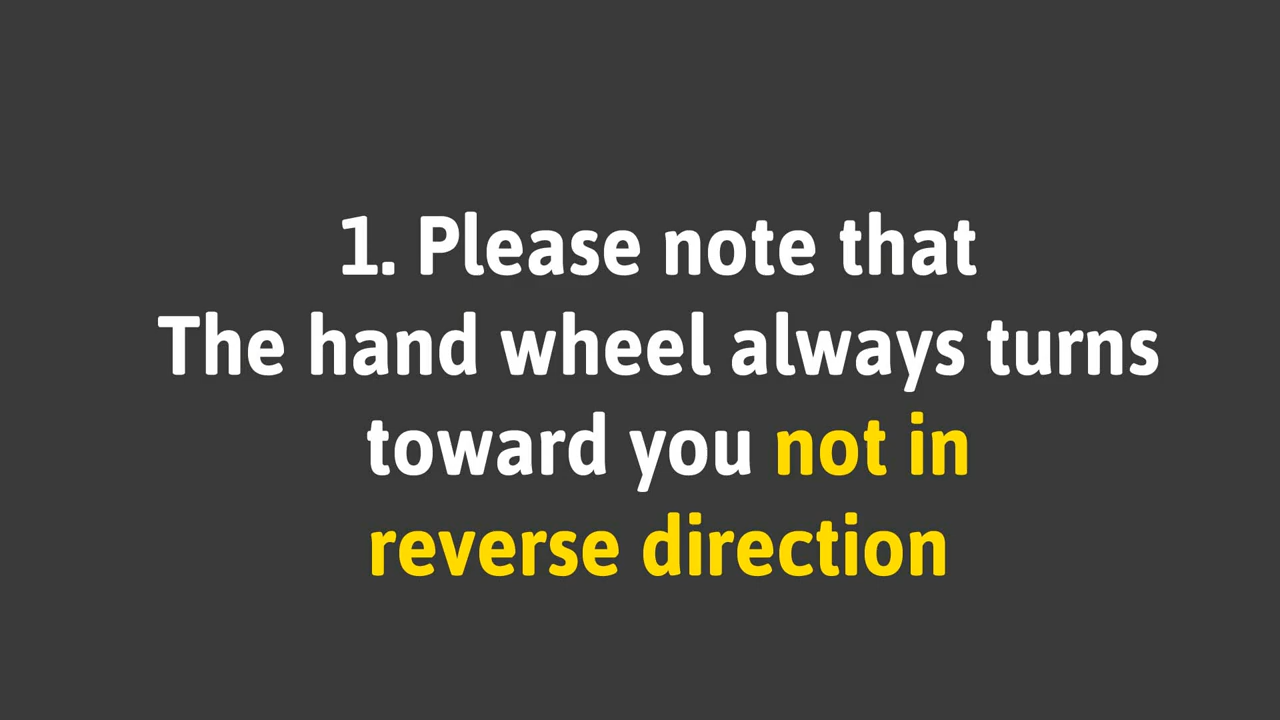 1. Please note that
The hand wheel always turns
toward you not in
reverse direction